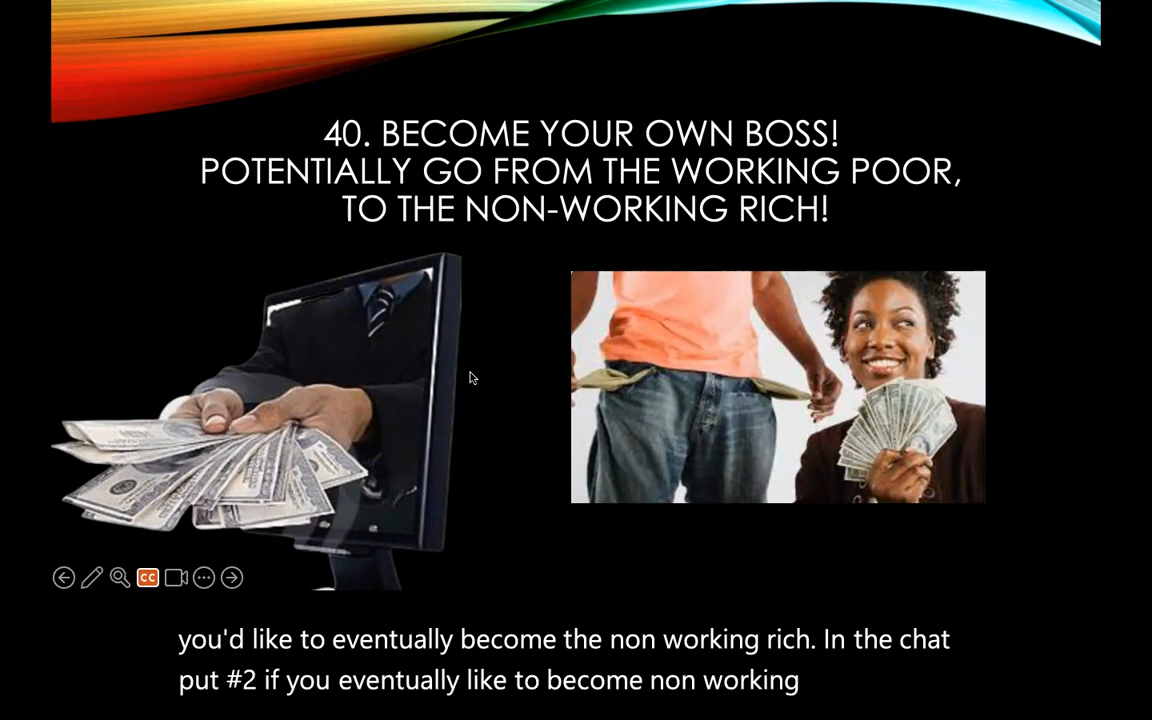 40. BECOME YOUR OWN BOSS!
POTENTIALLY GO FROM THE WORKING POOR,
TO THE NON-WORKING RICH!
CC
you'd like to eventually become the non working rich. In the chat
put #2 if you eventually like to become non working